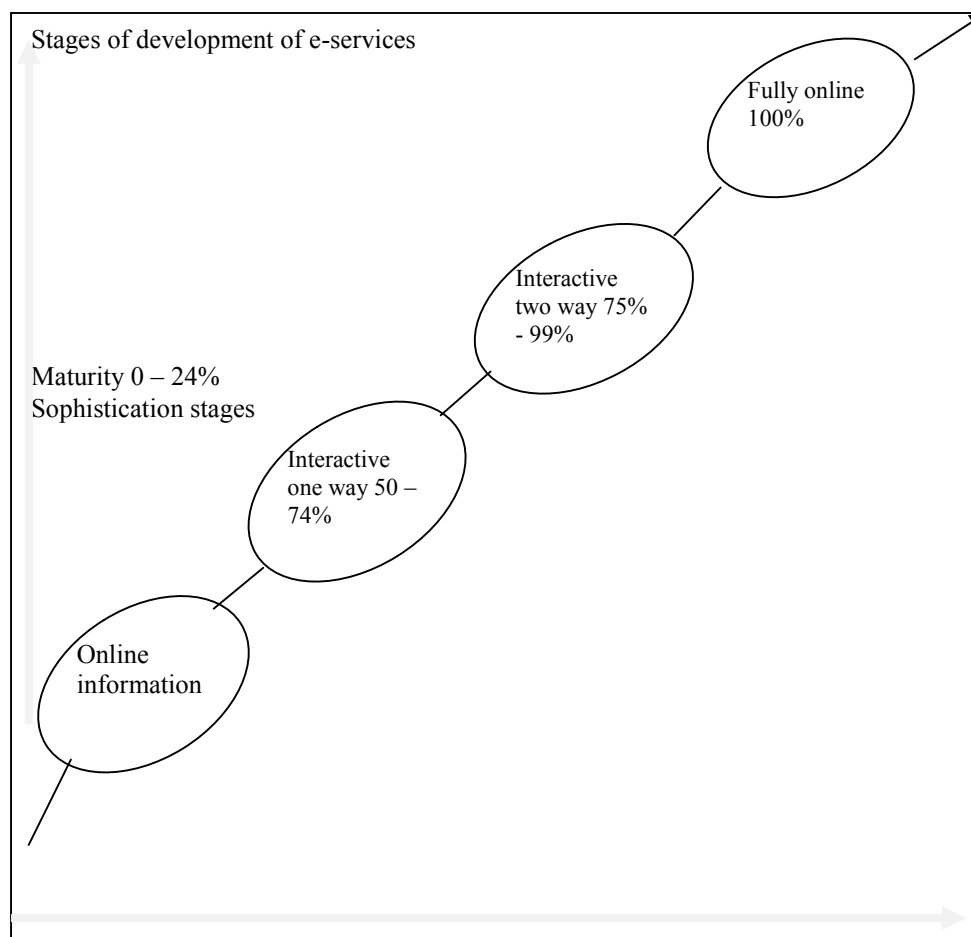 Stages of development of e-services
Fully online
100%
Interactive
two way 75%
- 99%
Maturity 0 – 24%
Sophistication stages
Interactive
one way 50 –
74%
Online
information